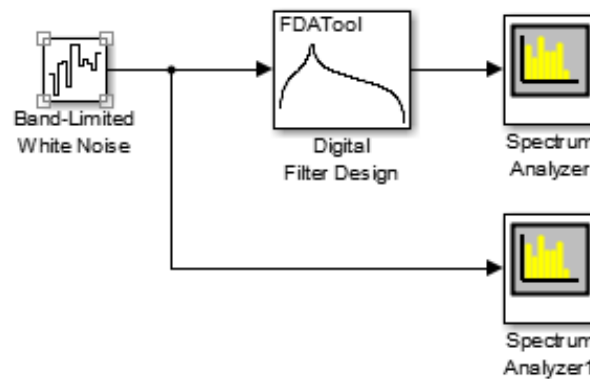 FDATool
Band-Limited
White Noise
Digital
Filter Design
Spectrum
Analyzer
Spectrum
Analyzer1